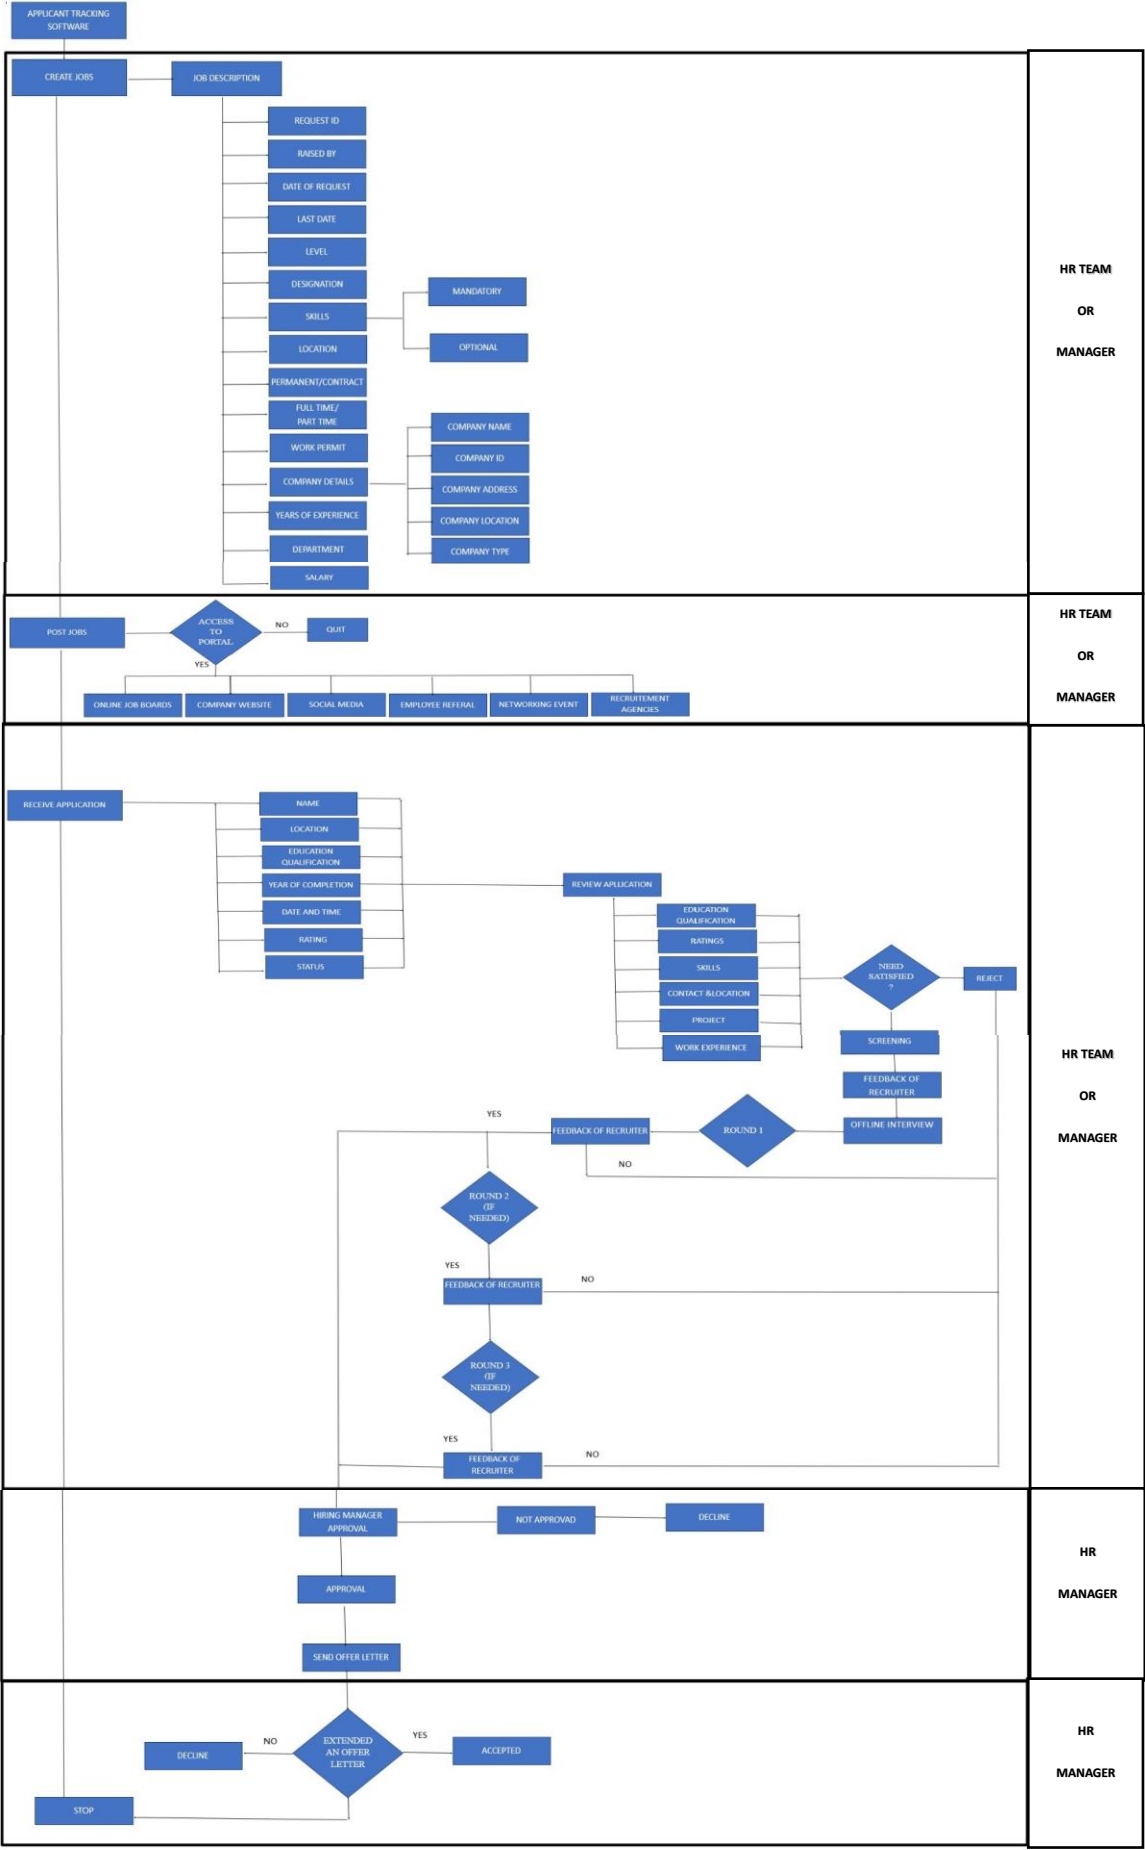 APPLICANT TRACKING
SOFTWARE
CREATE JOBS
JOB DESCRIPTION
REQUEST ID
RAISED BY
DATE OF REQUEST
LAST DATE
LEVEL
DESIGNATION
SKILLS
MANDATORY
OPTIONAL
LOCATION
PERMANENT/CONTRACT
FULL TIME/
PART TIME
WORK PERMIT
COMPANY DETAILS
COMPANY NAME
COMPANY ID
COMPANY ADDRESS
COMPANY LOCATION
COMPANY TYPE
YEARS OF EXPERIENCE
DEPARTMENT
SALARY
HR TEAM
OR
MANAGER
POST JOBS
ACCESS
TO
PORTAL
NO
QUIT
YES
ONLINE JOB BOARDS
COMPANY WEBSITE
SOCIAL MEDIA
EMPLOYEE REFERAL
NETWORKING EVENT
RECRUITEMENT
AGENCIES
HR TEAM
OR
MANAGER
RECEIVE APPLICATION
NAME
LOCATION
EDUCATION
QUALIFICATION
YEAR OF COMPLETION
DATE AND TIME
RATING
STATUS
REVIEW APLLICATION
EDUCATION
QUALIFICATION
RATINGS
SKILLS
CONTACT &LOCATION
PROJECT
WORK EXPERIENCE
NEED
SATISFIED
?
REJECT
SCREENING
FEEDBACK OF
RECRUITER
OFFLINE INTERVIEW
ROUND 1
FEEDBACK OF RECRUITER
YES
NO
ROUND 2
(IF
NEEDED)
YES
FEEDBACK OF RECRUITER
NO
ROUND 3
(IF
NEEDED)
YES
FEEDBACK OF
RECRUITER
NO
HR TEAM
OR
MANAGER
HIRING MANAGER
APPROVAL
NOT APPROVAD
DECLINE
APPROVAL
SEND OFFER LETTER
HR
MANAGER
EXTENDED
AN OFFER
LETTER
NO
DECLINE
YES
ACCEPTED
STOP
HR
MANAGER